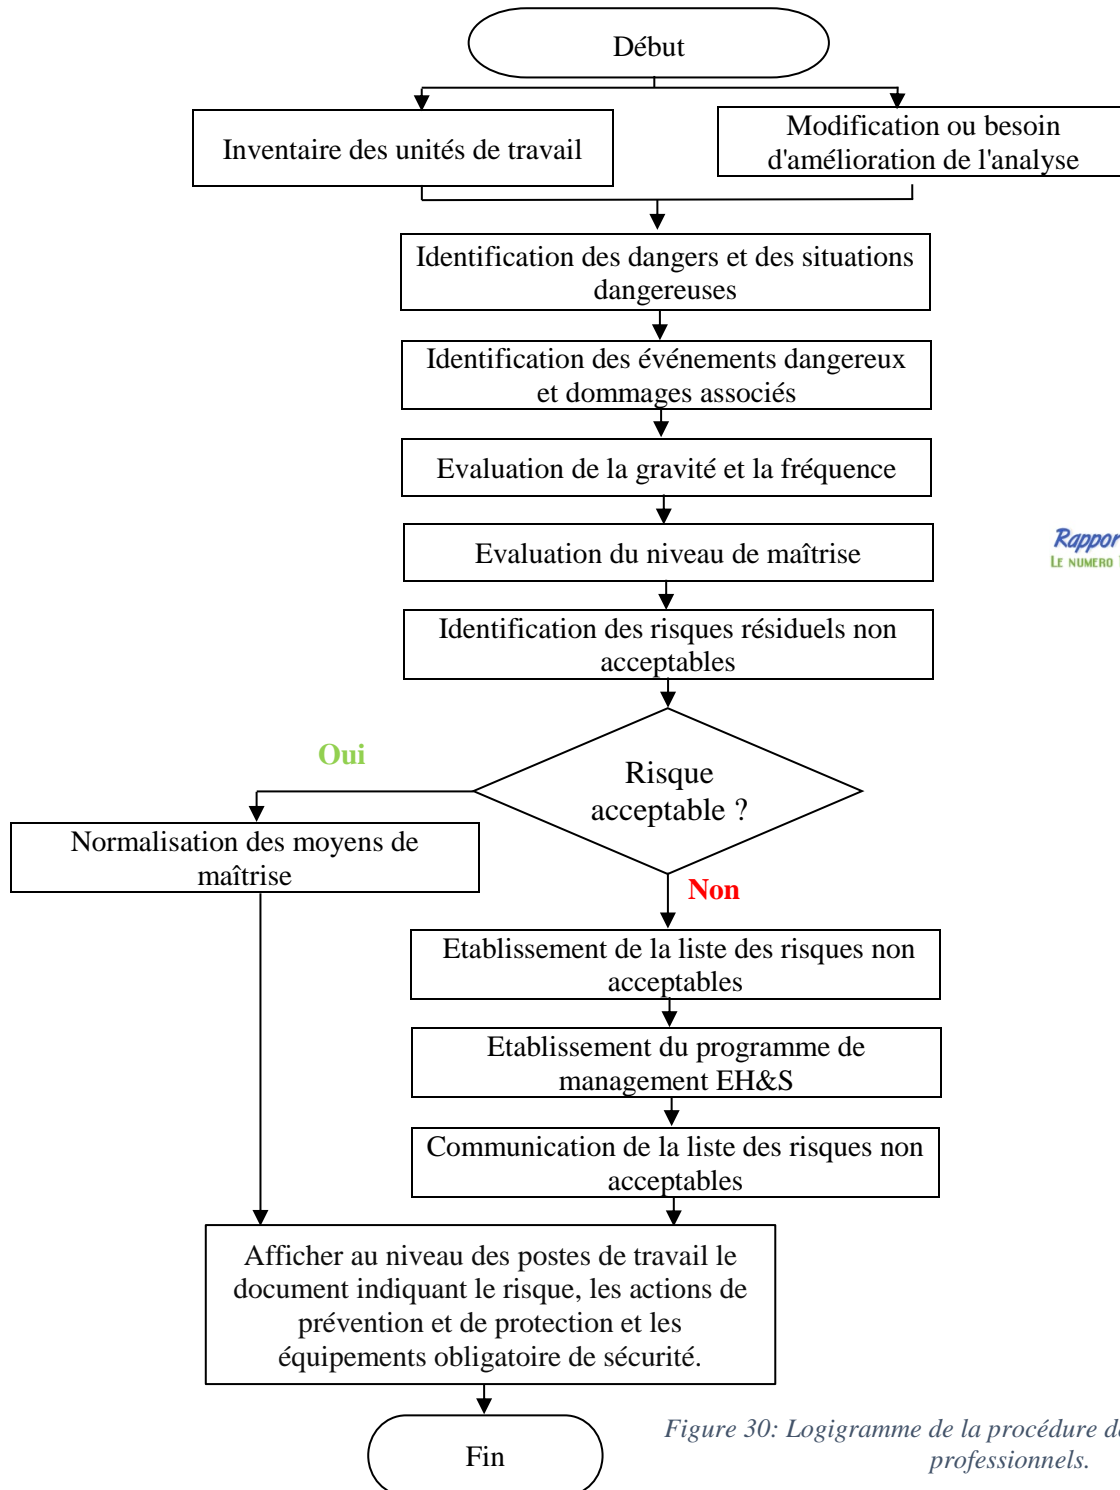 Début
Inventaire des unités de travail
Modification ou besoin
d'amélioration de l'analyse
Identification des dangers et des situations
dangereuses
Identification des événements dangereux
et dommages associés
Evaluation de la gravité et la fréquence
Evaluation du niveau de maîtrise
Rappor
LE NUMERO
Identification des risques résiduels non
acceptables
Risque
acceptable ?
Oui
Normalisation des moyens de
maîtrise
Non
Etablissement de la liste des risques non
acceptables
Etablissement du programme de
management EH&S
Communication de la liste des risques non
acceptables
Afficher au niveau des postes de travail le
document indiquant le risque, les actions de
prévention et de protection et les
équipements obligatoire de sécurité.
Fin
Figure 30: Logigramme de la procédure de
professionnels.